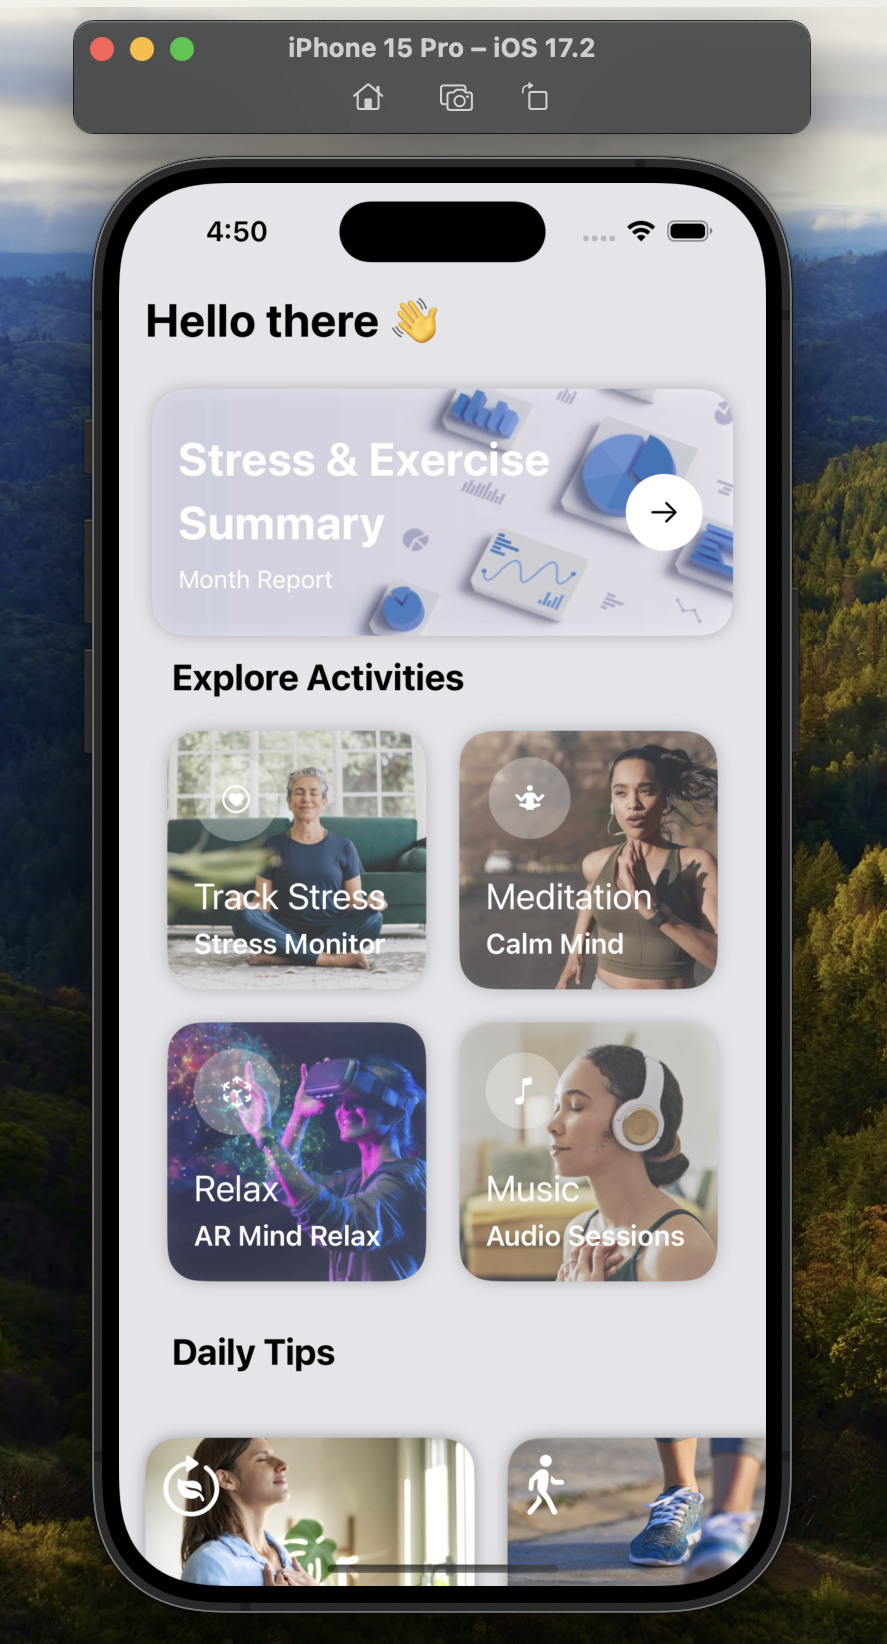 iPhone 15 Pro – iOS 17.2
4:50
Hello there 👋
Stress & Exercise
Summary
Month Report
Explore Activities
Track Stress
Stress Monitor
Meditation
Calm Mind
Relax
AR Mind Relax
Music
Audio Sessions
Daily Tips